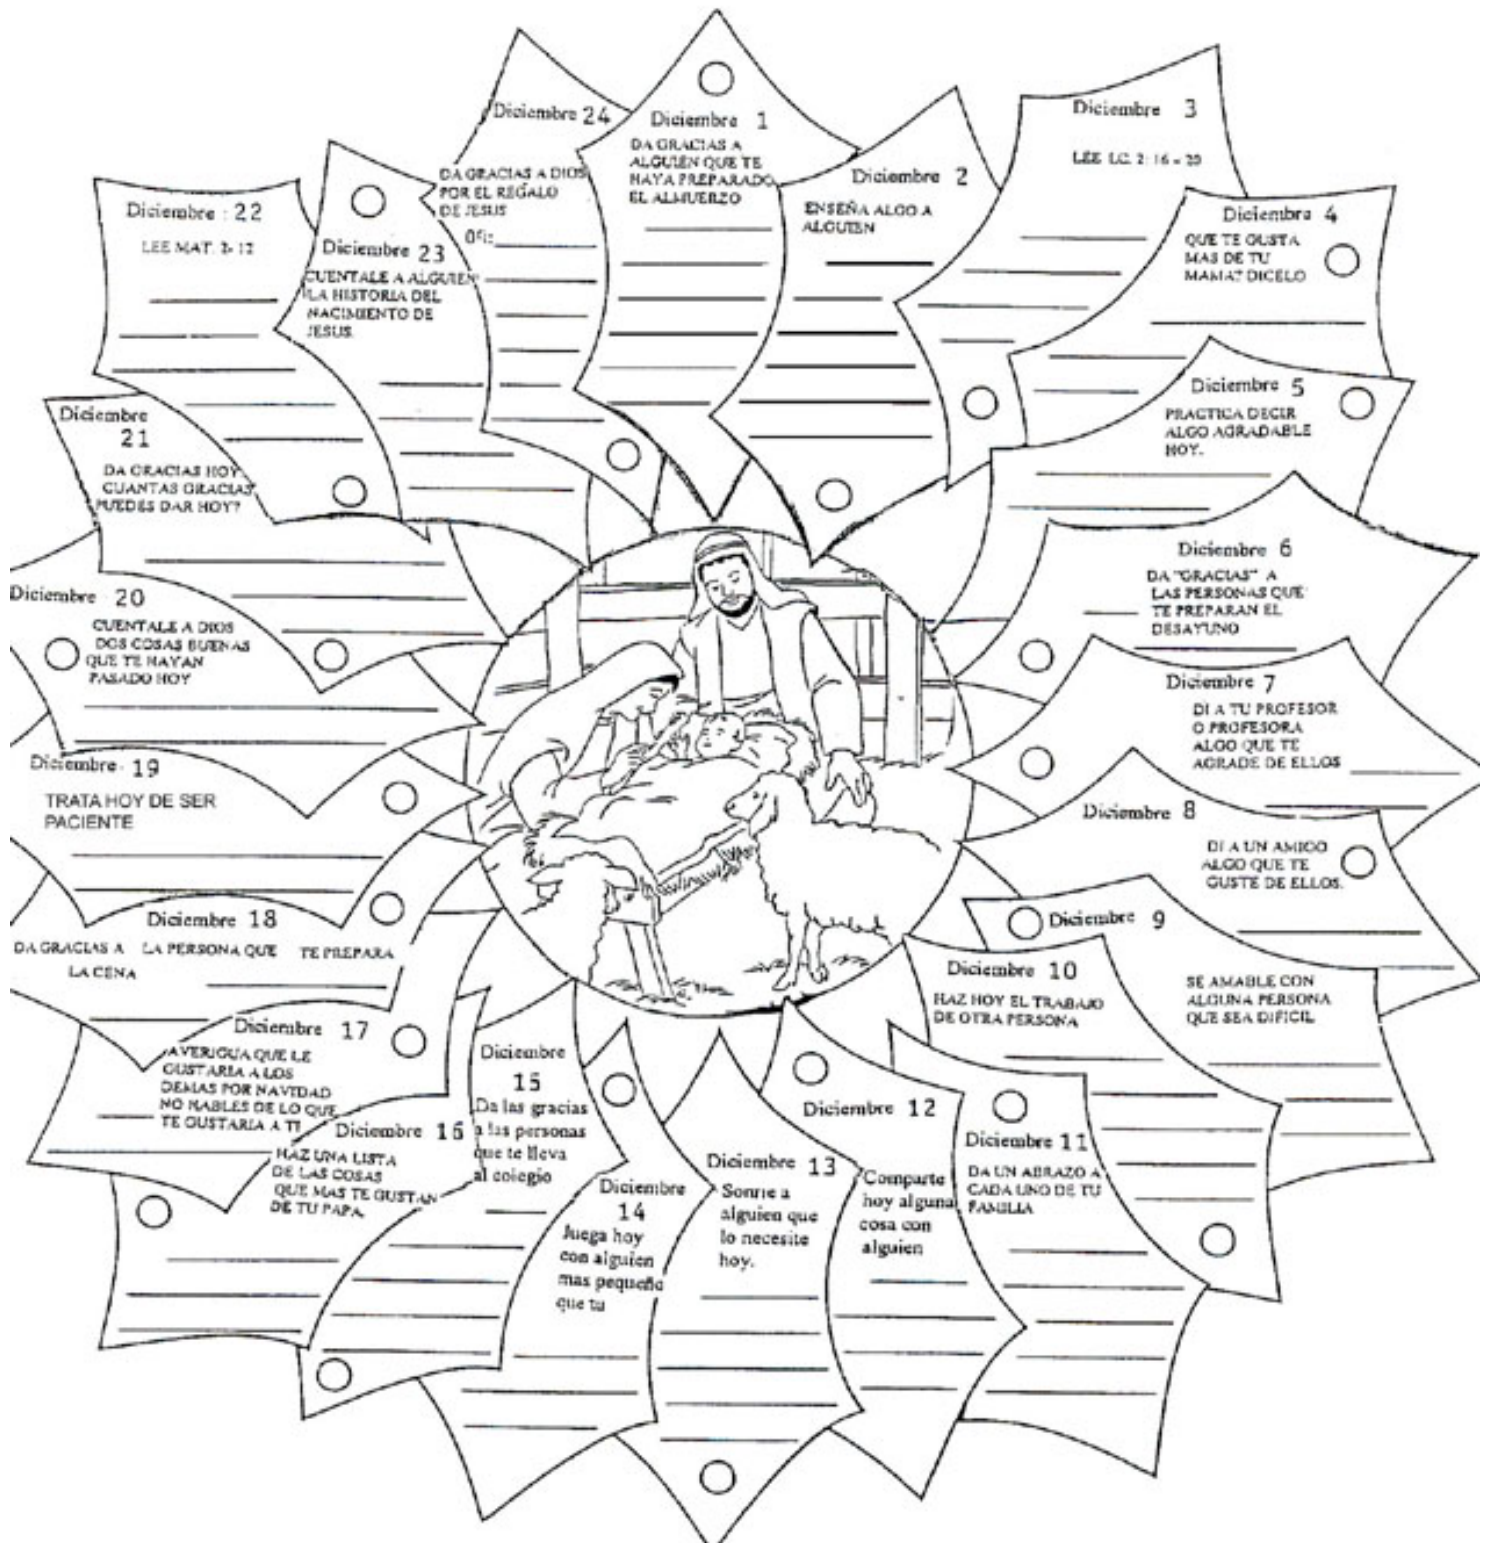 Diciembre 1
DA GRACIAS A
ALGUIEN QUE TE
HAYA PREPARADO
EL ALMUERZO
Diciembre 2
ENSEÑA ALGO A
ALGUIEN
Diciembre 3
LEE LC. 2: 16 - 20
Diciembre 4
QUE TE GUSTA
MAS DE TU
MAMA? DICELO
Diciembre 5
PRACTICA DECIR
ALGO AGRADABLE
HOY.
Diciembre 6
DA "GRACIAS" A
LAS PERSONAS QUE
TE PREPARAN EL
DESAYUNO
Diciembre 7
DI A TU PROFESOR
O PROFESORA
ALGO QUE TE
AGRADE DE ELLOS
Diciembre 8
DI A UN AMIGO
ALGO QUE TE
GUSTE DE ELLOS.
Diciembre 9
SE AMABLE CON
ALGUNA PERSONA
QUE SEA DIFICIL
Diciembre 10
HAZ HOY EL TRABAJO
DE OTRA PERSONA
Diciembre 11
DA UN ABRAZO A
CADA UNO DE TU
FAMILIA
Diciembre 12
Comparte
hoy alguna
cosa con
alguien
Diciembre 13
Sonrie a
alguien que
lo necesite
hoy.
Diciembre
14
Juega hoy
con alguien
mas pequeño
que tu
Diciembre
15
Da las gracias
a las personas
que te lleva
al colegio
Diciembre 16
HAZ UNA LISTA
DE LAS COSAS
QUE MAS TE GUSTAN
DE TU PAPA.
Diciembre 17
AVERIGUA QUE LE
GUSTARIA A LOS
DEMAS POR NAVIDAD
NO HABLES DE LO QUE
TE GUSTARIA A TI
Diciembre 18
DA GRACIAS A LA PERSONA QUE TE PREPARA
LA CENA
Diciembre 19
TRATA HOY DE SER
PACIENTE
Diciembre 20
CUENTALE A DIOS
DOS COSAS BUENAS
QUE TE HAYAN
PASADO HOY
Diciembre
21
DA GRACIAS HOY.
CUANTAS GRACIAS
PUEDES DAR HOY?
Diciembre : 22
LEE MAT. 2- 12
Diciembre 23
CUENTALE A ALGUIEN
LA HISTORIA DEL
NACIMIENTO DE
JESUS.
Diciembre 24
DA GRACIAS A DIOS
POR EL REGALO
DE JESUS